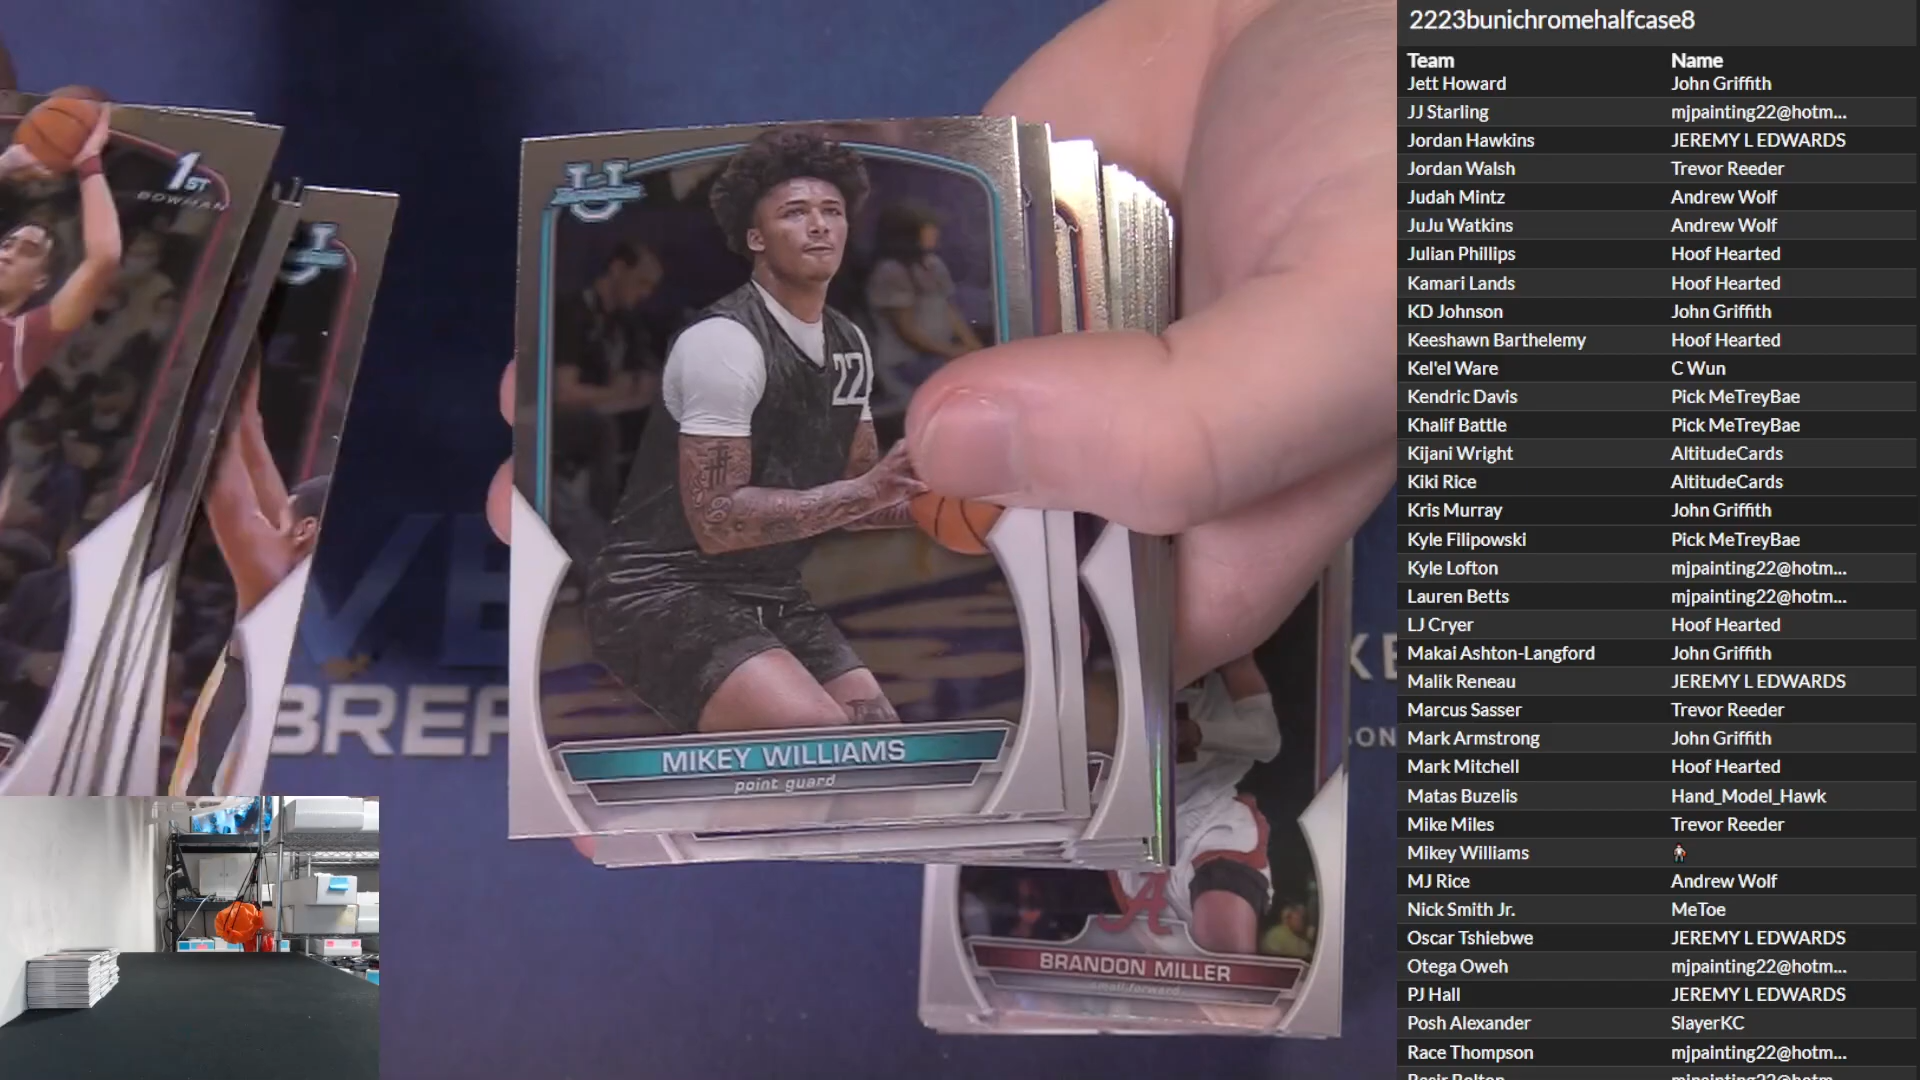 1ST
BOWMAN
U
22
MIKEY WILLIAMS
point guard
BREA
A
BRANDON MILLER
small forward
2223bunichromehalfcase8
Team Name
Jett Howard John Griffith
JJ Starling mjpainting22@hotm...
Jordan Hawkins JEREMY L EDWARDS
Jordan Walsh Trevor Reeder
Judah Mintz Andrew Wolf
JuJu Watkins Andrew Wolf
Julian Phillips Hoof Hearted
Kamari Lands Hoof Hearted
KD Johnson John Griffith
Keeshawn Barthelemy Hoof Hearted
Kel'el Ware C Wun
Kendric Davis Pick MeTreyBae
Khalif Battle Pick MeTreyBae
Kijani Wright AltitudeCards
Kiki Rice AltitudeCards
Kris Murray John Griffith
Kyle Filipowski Pick MeTreyBae
Kyle Lofton mjpainting22@hotm...
Lauren Betts mjpainting22@hotm...
LJ Cryer Hoof Hearted
Makai Ashton-Langford John Griffith
Malik Reneau JEREMY L EDWARDS
Marcus Sasser Trevor Reeder
Mark Armstrong John Griffith
Mark Mitchell Hoof Hearted
Matas Buzelis Hand_Model_Hawk
Mike Miles Trevor Reeder
Mikey Williams
MJ Rice Andrew Wolf
Nick Smith Jr. MeToe
Oscar Tshiebwe JEREMY L EDWARDS
Otega Oweh mjpainting22@hotm...
PJ Hall JEREMY L EDWARDS
Posh Alexander SlayerKC
Race Thompson mjpainting22@hotm...